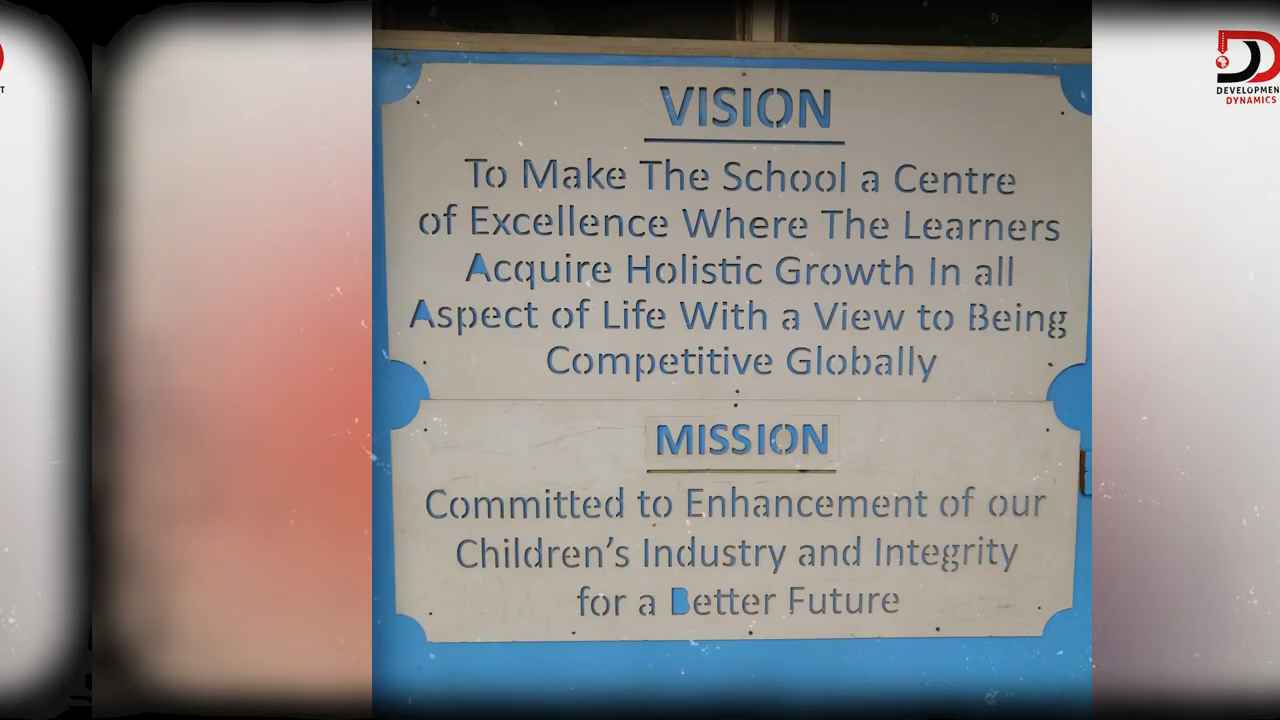 VISION
To Make The School a Centre
of Excellence Where The Learners
Acquire Holistic Growth In all
Aspect of Life With a View to Being
Competitive Globally
MISSION
Committed to Enhancement of our
Children's Industry and Integrity
for a Better Future
DEVELOPMEN
DYNAMICS
T